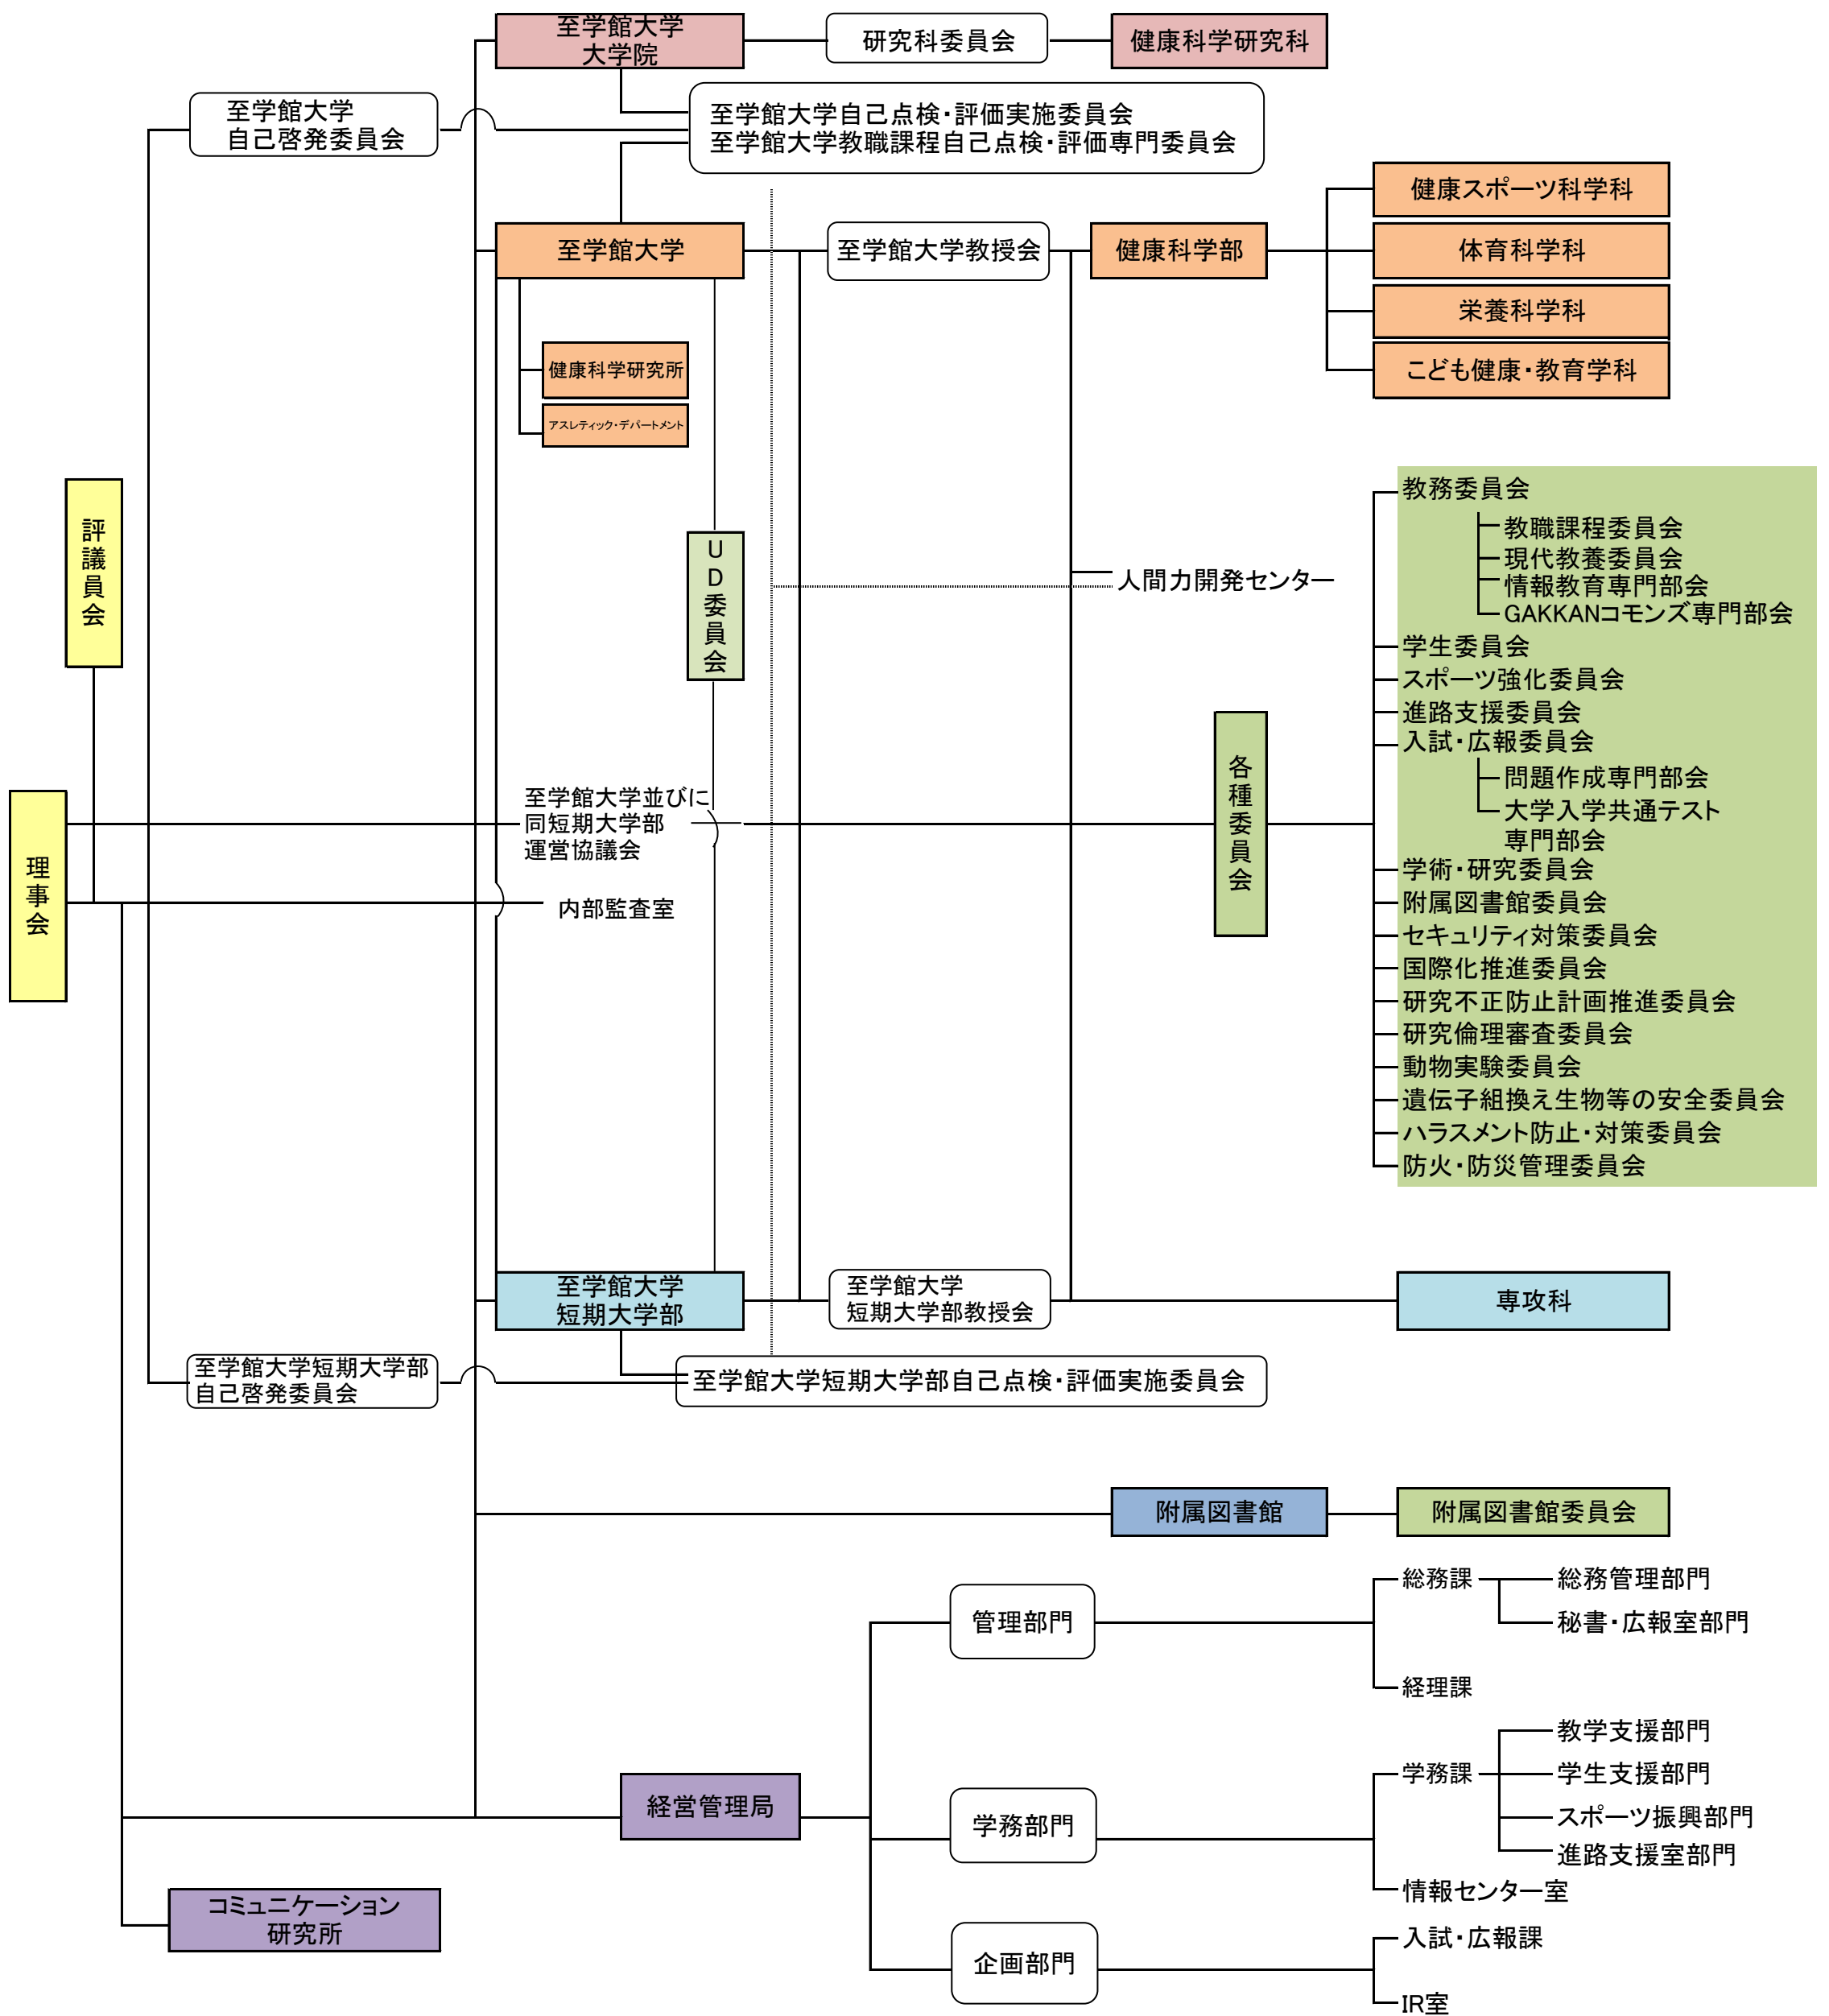 至学館大学
大学院
研究科委員会
健康科学研究科
至学館大学
自己啓発委員会
至学館大学自己点検・評価実施委員会
至学館大学教職課程自己点検・評価専門委員会
健康スポーツ科学科
至学館大学
至学館大学教授会
健康科学部
体育科学科
栄養科学科
こども健康・教育学科
健康科学研究所
アスレティック・デパートメント
評議員会
UD委員会
人間力開発センター
教務委員会
教職課程委員会
現代教養委員会
情報教育専門部会
GAKKANコモンズ専門部会
学生委員会
スポーツ強化委員会
進路支援委員会
入試・広報委員会
問題作成専門部会
大学入学共通テスト
専門部会
学術・研究委員会
附属図書館委員会
セキュリティ対策委員会
国際化推進委員会
研究不正防止計画推進委員会
研究倫理審査委員会
動物実験委員会
遺伝子組換え生物等の安全委員会
ハラスメント防止・対策委員会
防火・防災管理委員会
各種委員会
理事会
至学館大学並びに
同短期大学部
運営協議会
内部監査室
至学館大学
短期大学部
至学館大学
短期大学部教授会
専攻科
至学館大学短期大学部
自己啓発委員会
至学館大学短期大学部自己点検・評価実施委員会
附属図書館
附属図書館委員会
管理部門
総務課
総務管理部門
秘書・広報室部門
経理課
経営管理局
学務部門
学務課
教学支援部門
学生支援部門
スポーツ振興部門
進路支援室部門
情報センター室
コミュニケーション
研究所
企画部門
入試・広報課
IR室